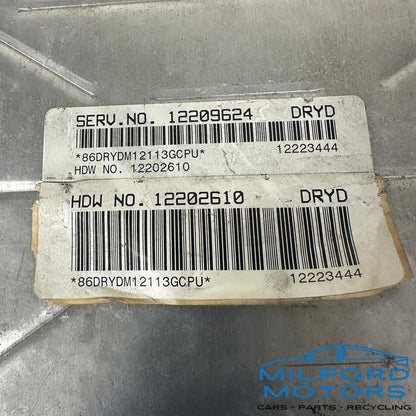 SERV.NO. 12209624 DRYD
*86DRYDM12113GCPU* 12223444
HDW NO. 12202610
HDW NO. 12202610 DRYD
*86DRYDM12113GCPU* 12223444
MILFORD
MOTORS
CARS - PARTS - RECYCLING